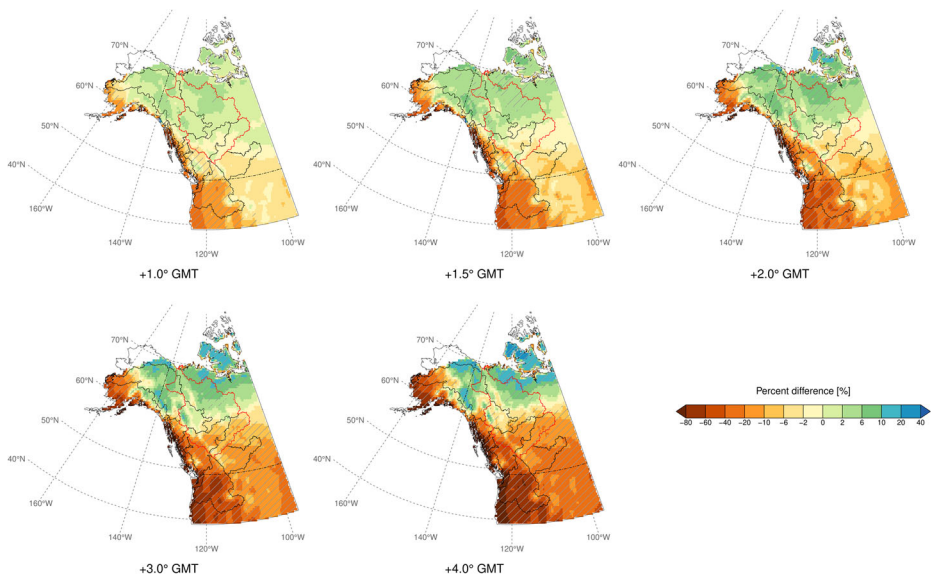 70°N
60°N
50°N
40°N
160°W
140°W
120°W
100°W
+1.0° GMT
70°N
60°N
50°N
40°N
160°W
140°W
120°W
100°W
+1.5° GMT
70°N
60°N
50°N
40°N
160°W
140°W
120°W
100°W
+2.0° GMT
70°N
60°N
50°N
40°N
160°W
140°W
120°W
100°W
+3.0° GMT
70°N
60°N
50°N
40°N
160°W
140°W
120°W
100°W
+4.0° GMT
Percent difference [%]
−80 −60 −20 −10 −6 −2 0 2 6 10 20 40